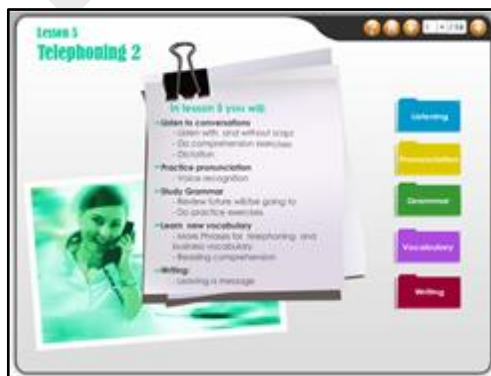 Lesson 5
Telephoning 2
In lesson 5 you will:
Listen to conversations
- Listen with and without scripts
- Do comprehension exercises
- Dictation
Practice pronunciation
- Voice recognition
Study Grammar
- Review future will/be going to
- Do practice exercises
Learn new vocabulary
- More Phrases for telephoning and
business vocabulary
- Reading comprehension
Writing:
- Leaving a message
Listening
Pronunciation
Grammar
Vocabulary
Writing